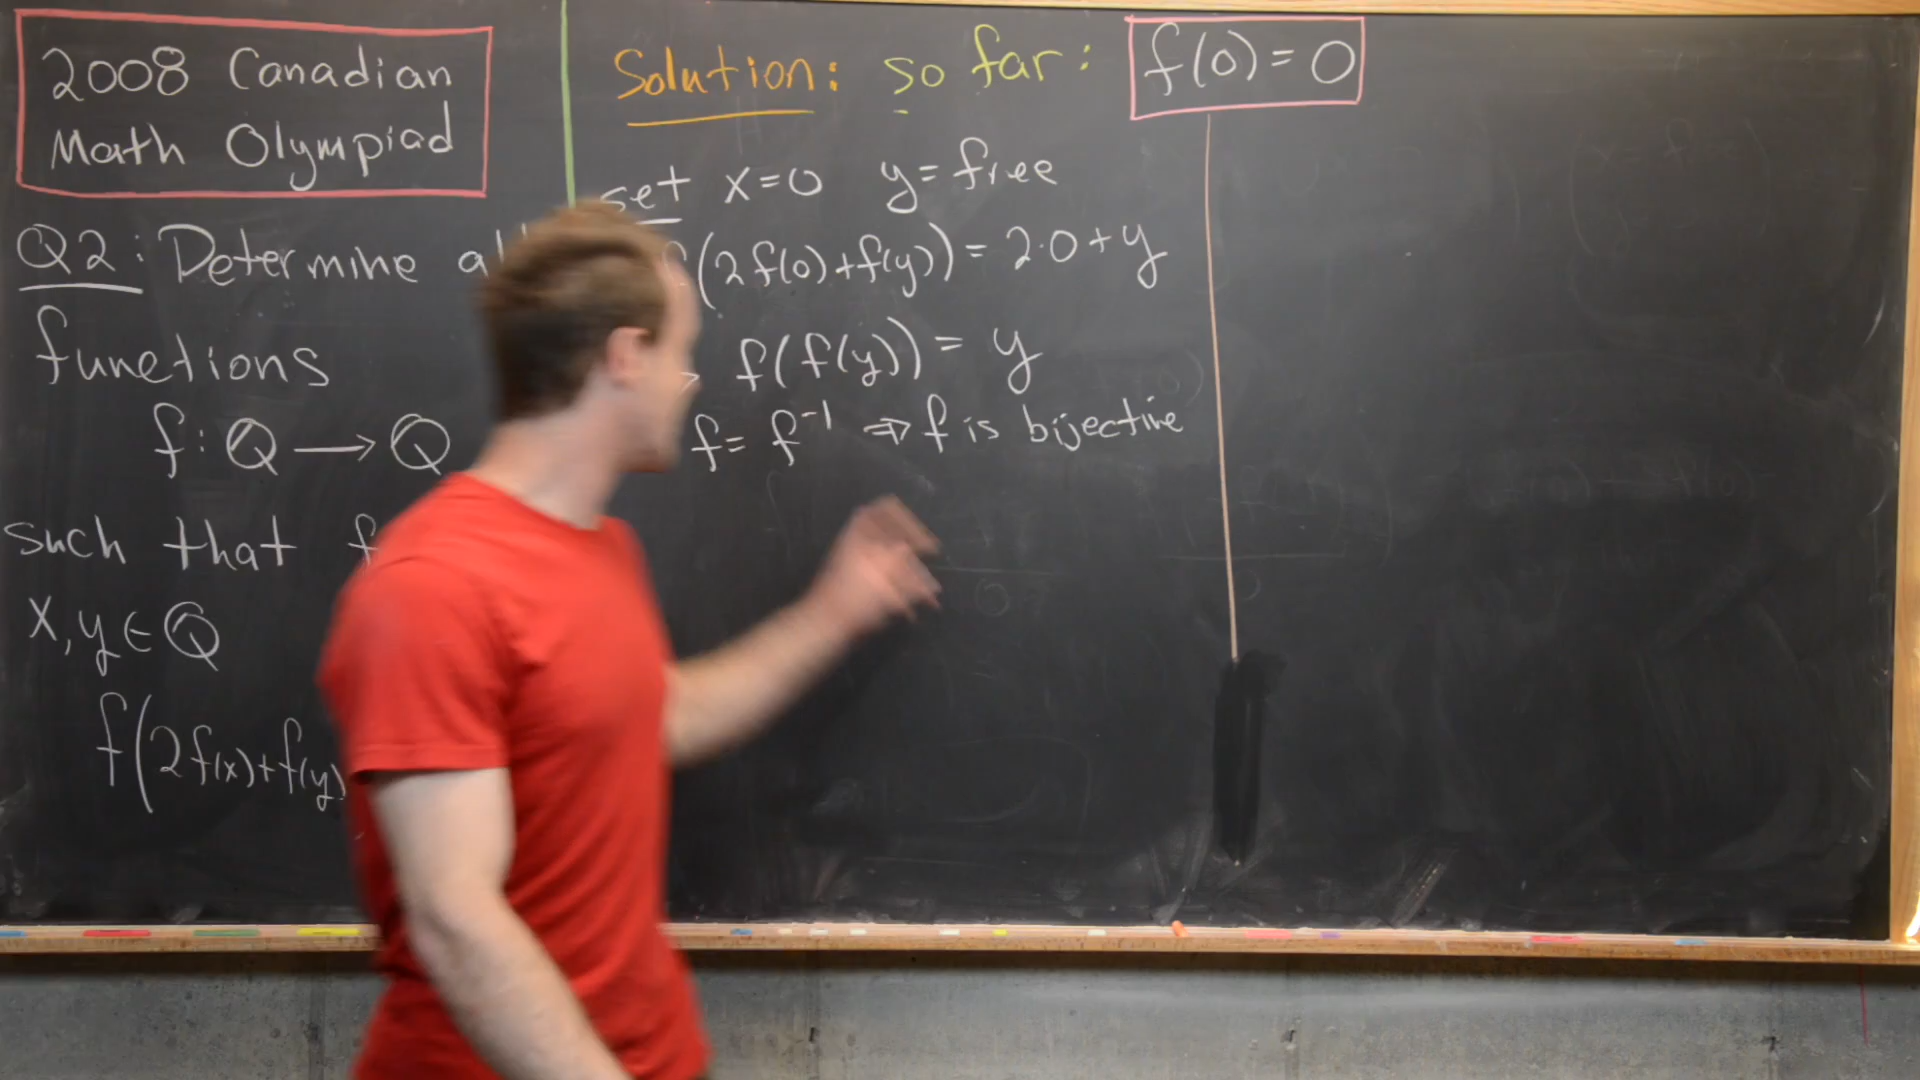 2008 Canadian
Math Olympiad
Q2: Determine al
functions
f: Q → Q
such that f
x, y ∈ Q
f(2f(x)+f(y)
Solution: so far: f(0) = 0
set x=0 y= free
(2f(0)+f(y)) = 2·0+y
f(f(y)) = y
f= f⁻¹ ⇒ f is bijective